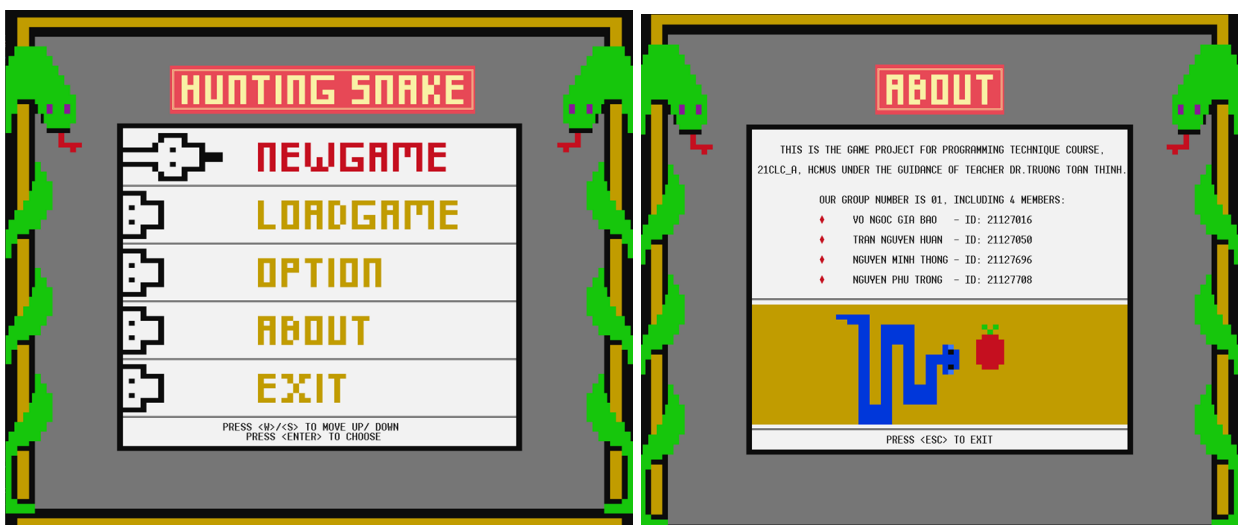 HUNTING SNAKE
NEWGAME
LOADGAME
OPTION
ABOUT
EXIT
PRESS <W>/<S> TO MOVE UP/ DOWN
PRESS <ENTER> TO CHOOSE
ABOUT
THIS IS THE GAME PROJECT FOR PROGRAMMING TECHNIQUE COURSE,
21CLC_A, HCMUS UNDER THE GUIDANCE OF TEACHER DR.TRUONG TOAN THINH.
OUR GROUP NUMBER IS 01, INCLUDING 4 MEMBERS:
♦ VO NGOC GIA BAO - ID: 21127016
♦ TRAN NGUYEN HUAN - ID: 21127050
♦ NGUYEN MINH THONG - ID: 21127696
♦ NGUYEN PHU TRONG - ID: 21127708
PRESS <ESC> TO EXIT